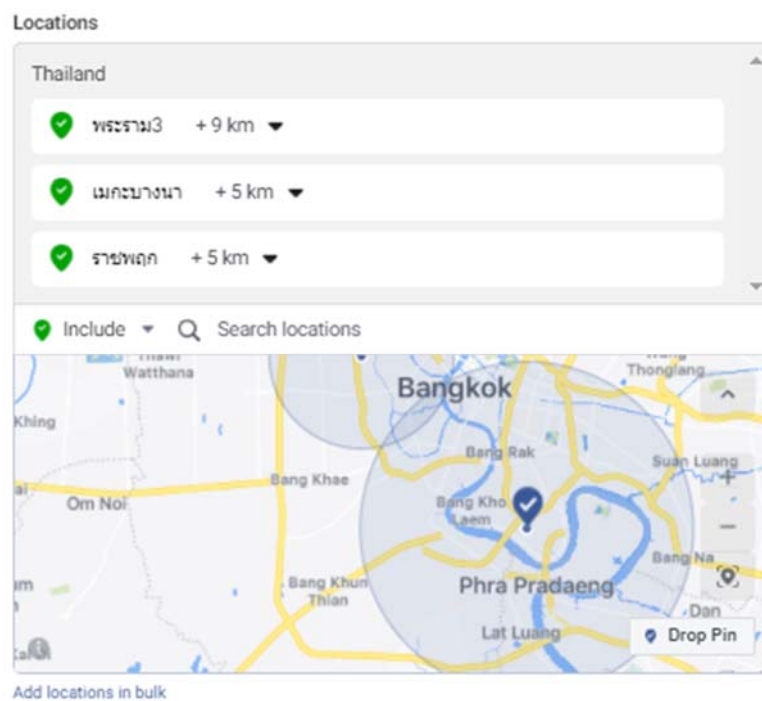 Locations
Thailand
พระราม3 + 9 km
เมกะบางนา + 5 km
ราชพฤก + 5 km
Include Search locations
Watthana
Thonglang
Bangkok
Khing
Bang Rak
Suan Luang
Bang Khae
Om Noi
Bang Kho
Laem
Bang Na
Bang Khun
Thian
Phra Pradaeng
Dan
Lat Luang
Drop Pin
Add locations in bulk